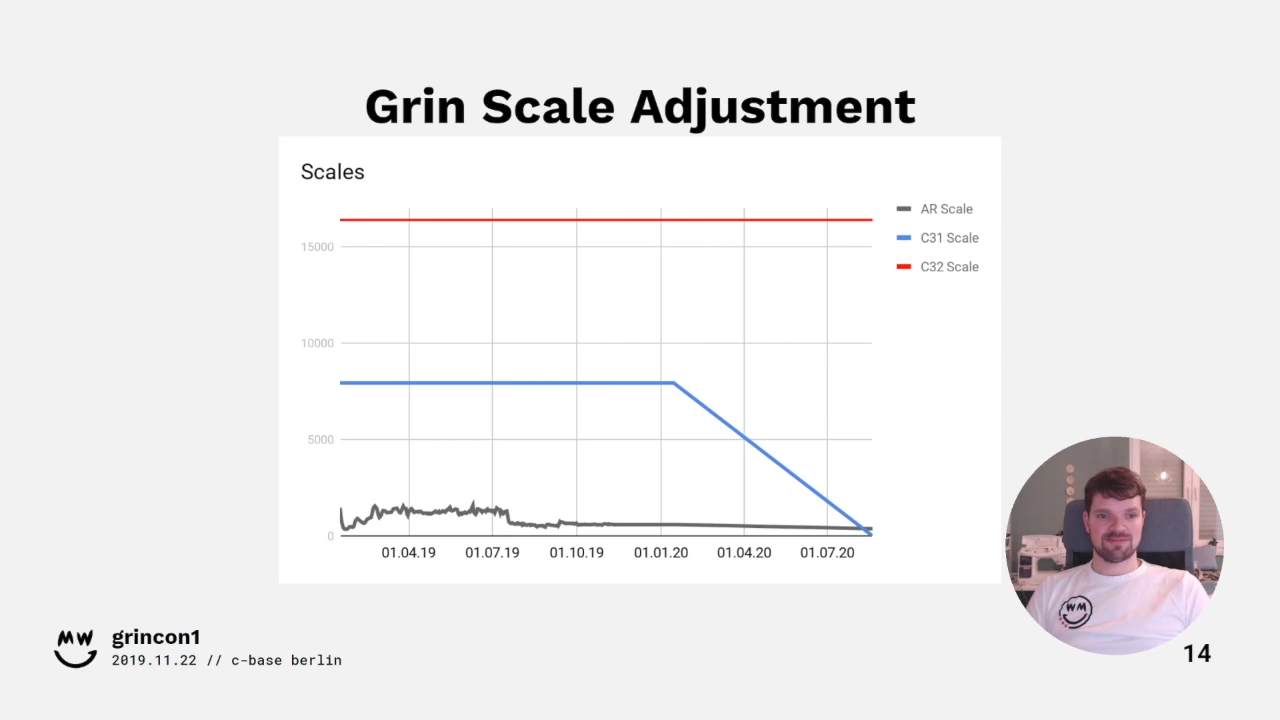 Grin Scale Adjustment
Scales
AR Scale
C31 Scale
C32 Scale
15000
10000
5000
0
01.04.19 01.07.19 01.10.19 01.01.20 01.04.20 01.07.20
WM
MW
grincon1
2019.11.22 // c-base berlin
14